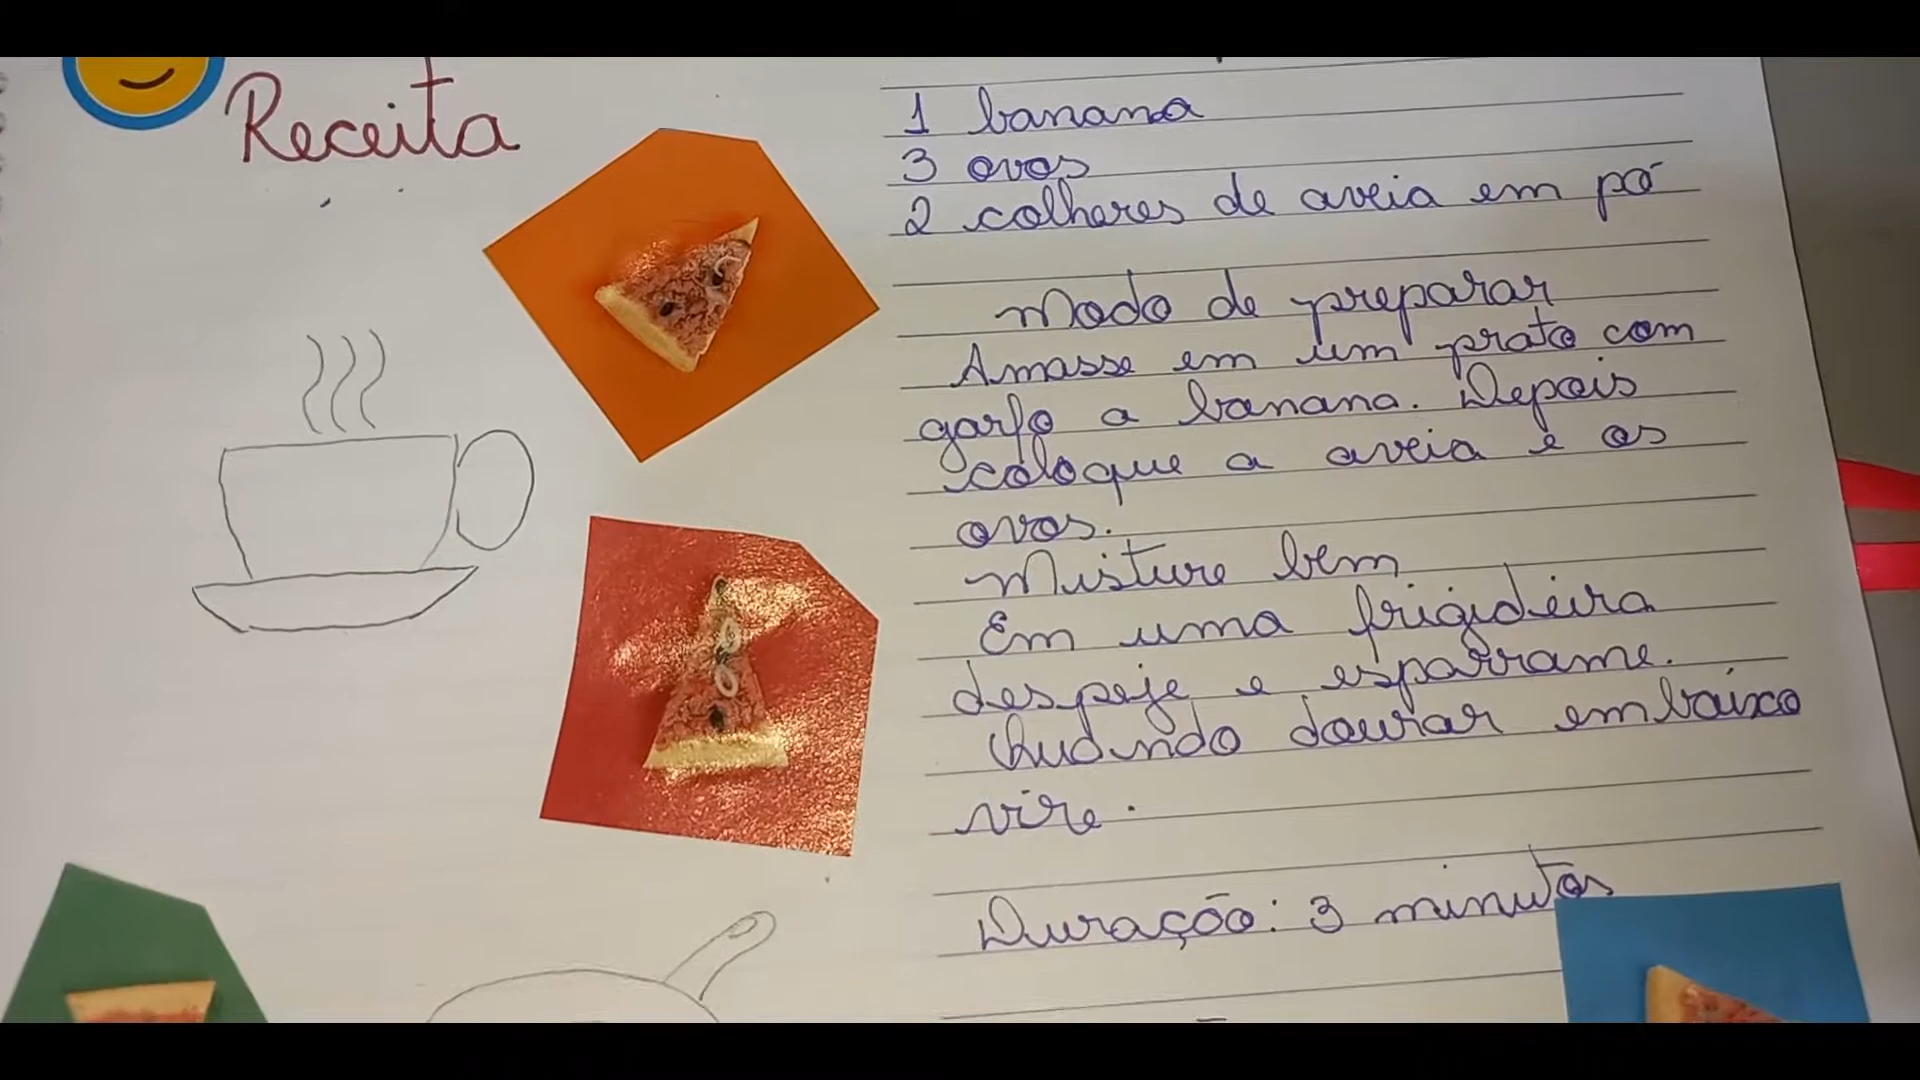 Receita
1 banana
3 ovos
2 colheres de aveia em pó
Modo de preparar
Amasse em um prato com
garfo a banana. Depois
coloque a aveia e os
ovos.
Misture bem
Em uma frigideira
despeje e esparrame.
dourar embaixo
vire.
Duração: 3 minutos